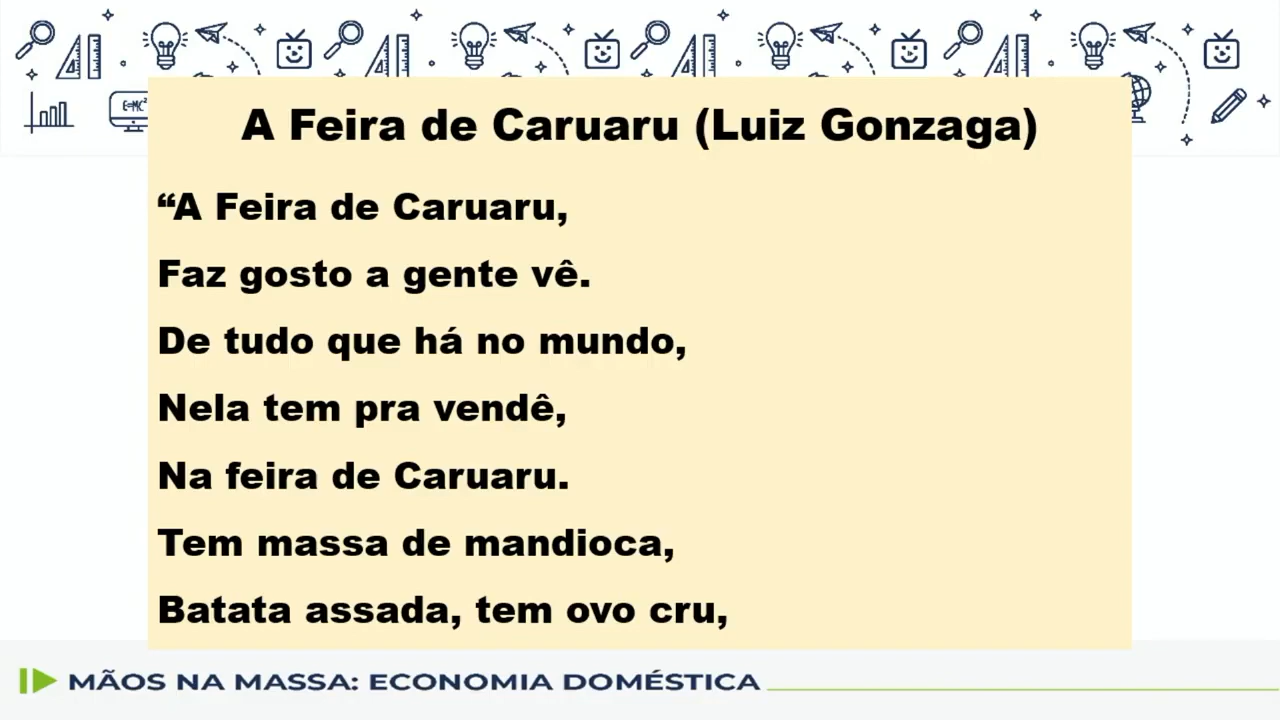 E=MC²
A Feira de Caruaru (Luiz Gonzaga)
“A Feira de Caruaru,
Faz gosto a gente vê.
De tudo que há no mundo,
Nela tem pra vendê,
Na feira de Caruaru.
Tem massa de mandioca,
Batata assada, tem ovo cru,
MÃOS NA MASSA: ECONOMIA DOMÉSTICA